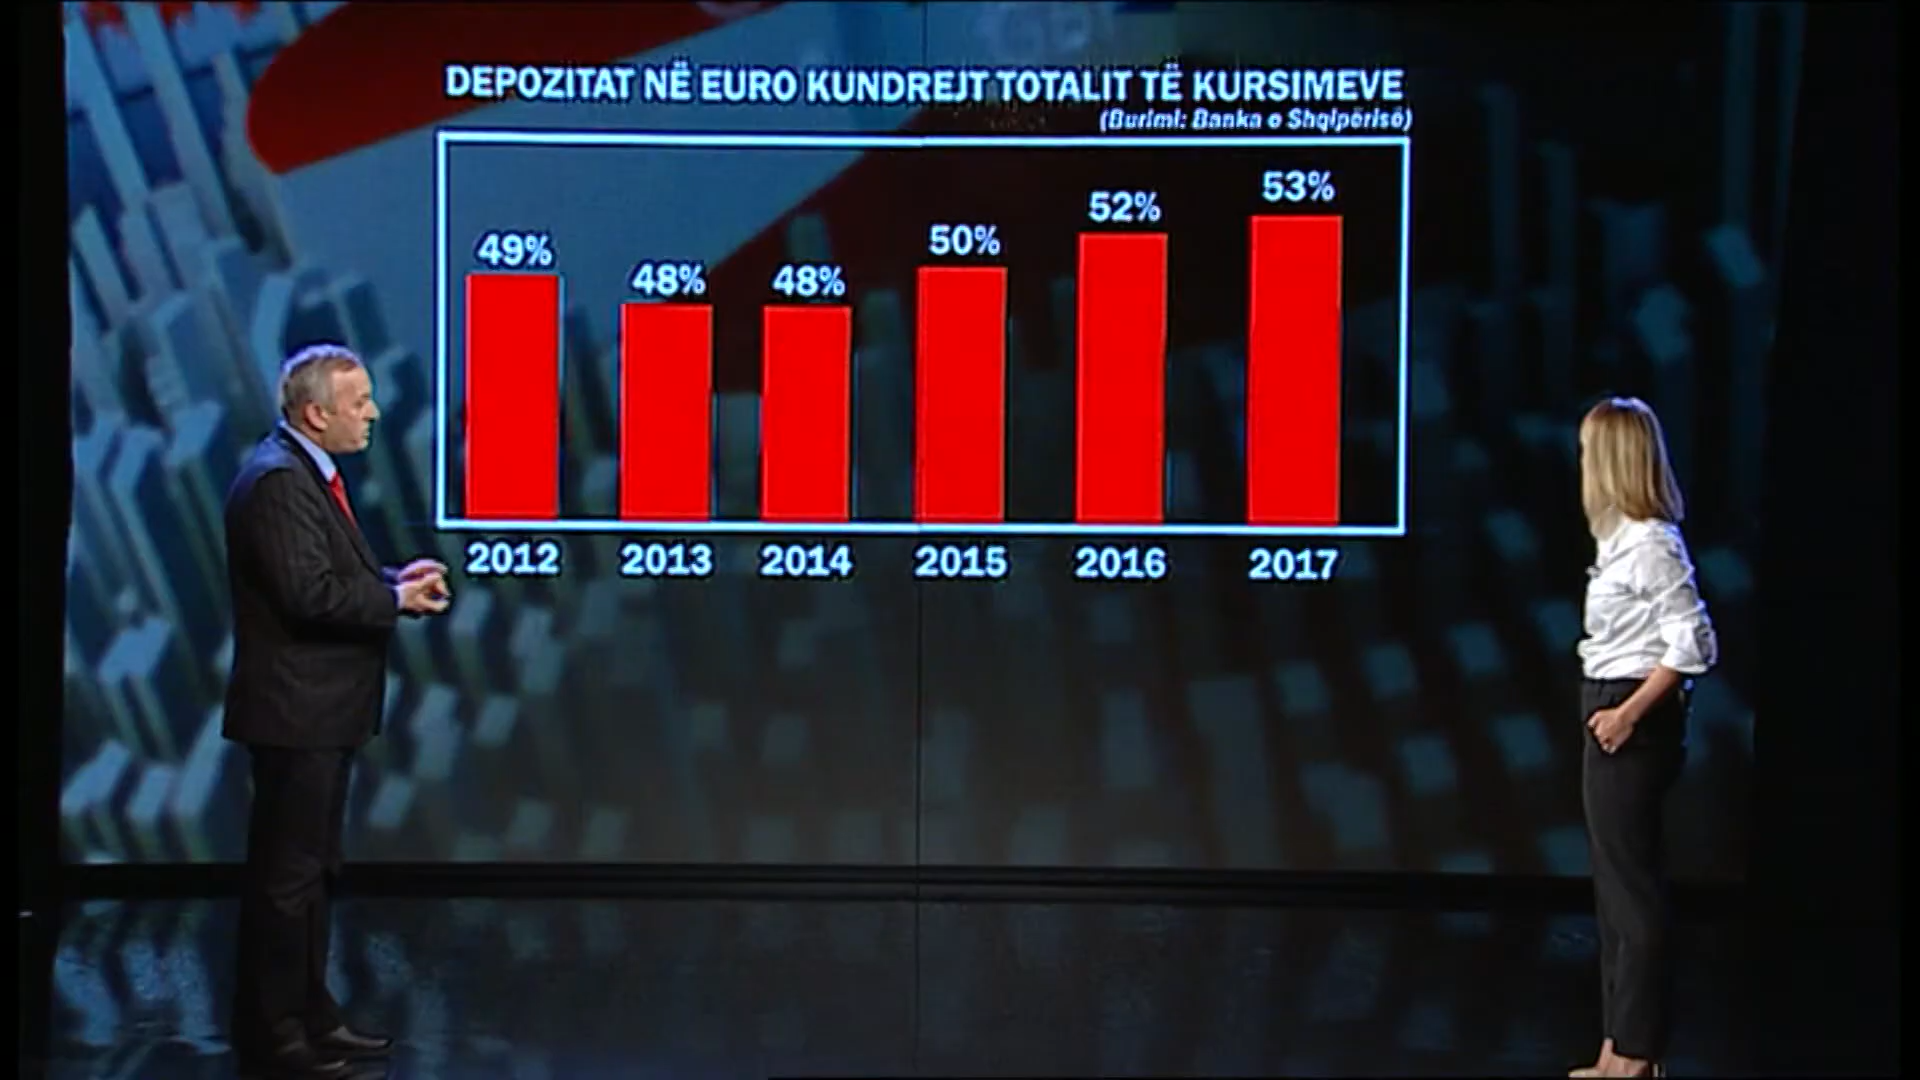 DEPOZITAT NË EURO KUNDREJT TOTALIT TË KURSIMEVE
(Burimi: Banka e Shqipërisë)
49% 48% 48% 50% 52% 53%
2012 2013 2014 2015 2016 2017